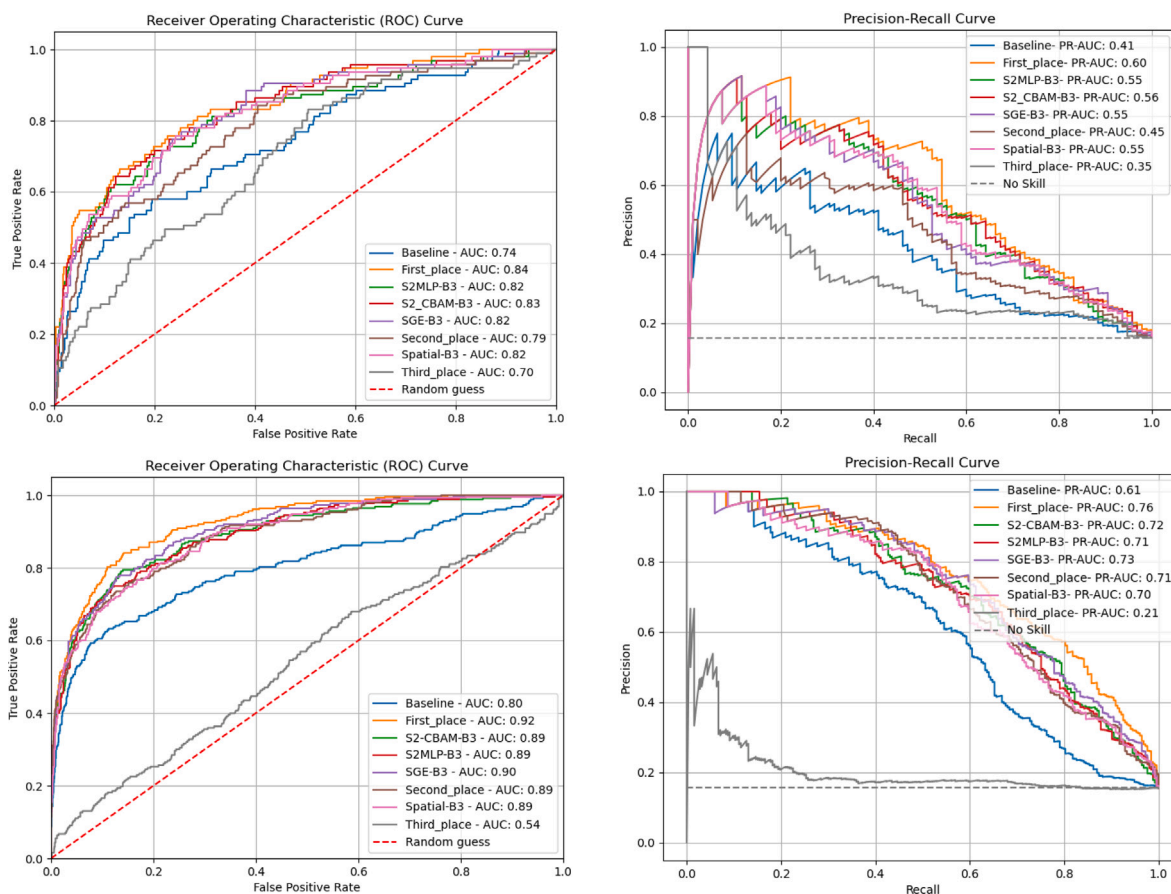 Receiver Operating Characteristic (ROC) Curve
True Positive Rate
1.0
0.8
0.6
0.4
0.2
0.0
Baseline - AUC: 0.74
First_place - AUC: 0.84
S2MLP-B3 - AUC: 0.82
S2_CBAM-B3 - AUC: 0.83
SGE-B3 - AUC: 0.82
Second_place - AUC: 0.79
Spatial-B3 - AUC: 0.82
Third_place - AUC: 0.70
Random guess
0.0 0.2 0.4 0.6 0.8 1.0
False Positive Rate
Precision-Recall Curve
Precision
1.0
0.8
0.6
0.4
0.2
0.0
Baseline- PR-AUC: 0.41
First_place- PR-AUC: 0.60
S2MLP-B3- PR-AUC: 0.55
S2_CBAM-B3- PR-AUC: 0.56
SGE-B3- PR-AUC: 0.55
Second_place- PR-AUC: 0.45
Spatial-B3- PR-AUC: 0.55
Third_place- PR-AUC: 0.35
No Skill
0.0 0.2 0.4 0.6 0.8 1.0
Recall
Receiver Operating Characteristic (ROC) Curve
True Positive Rate
1.0
0.8
0.6
0.4
0.2
0.0
Baseline - AUC: 0.80
First_place - AUC: 0.92
S2-CBAM-B3 - AUC: 0.89
S2MLP-B3 - AUC: 0.89
SGE-B3 - AUC: 0.90
Second_place - AUC: 0.89
Spatial-B3 - AUC: 0.89
Third_place - AUC: 0.54
Random guess
0.0 0.2 0.4 0.6 0.8 1.0
False Positive Rate
Precision-Recall Curve
Precision
1.0
0.8
0.6
0.4
0.2
0.0
Baseline- PR-AUC: 0.61
First_place- PR-AUC: 0.76
S2-CBAM-B3- PR-AUC: 0.72
S2MLP-B3- PR-AUC: 0.71
SGE-B3- PR-AUC: 0.73
Second_place- PR-AUC: 0.71
Spatial-B3- PR-AUC: 0.70
Third_place- PR-AUC: 0.21
No Skill
0.0 0.2 0.4 0.6 0.8 1.0
Recall